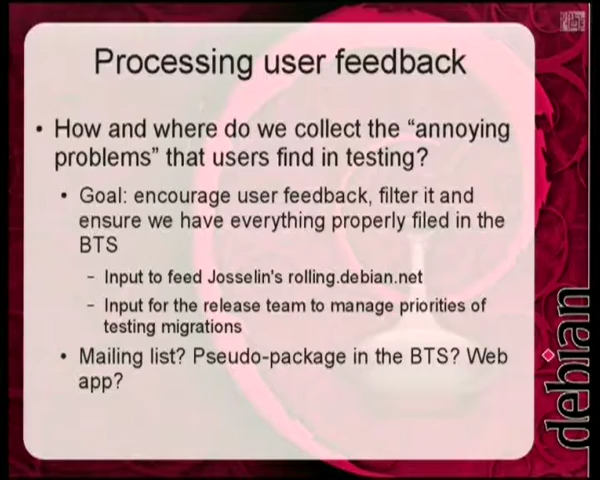 Processing user feedback
• How and where do we collect the “annoying
problems” that users find in testing?
• Goal: encourage user feedback, filter it and
ensure we have everything properly filed in the
BTS
– Input to feed Josselin's rolling.debian.net
– Input for the release team to manage priorities of
testing migrations
• Mailing list? Pseudo-package in the BTS? Web
app?
debian